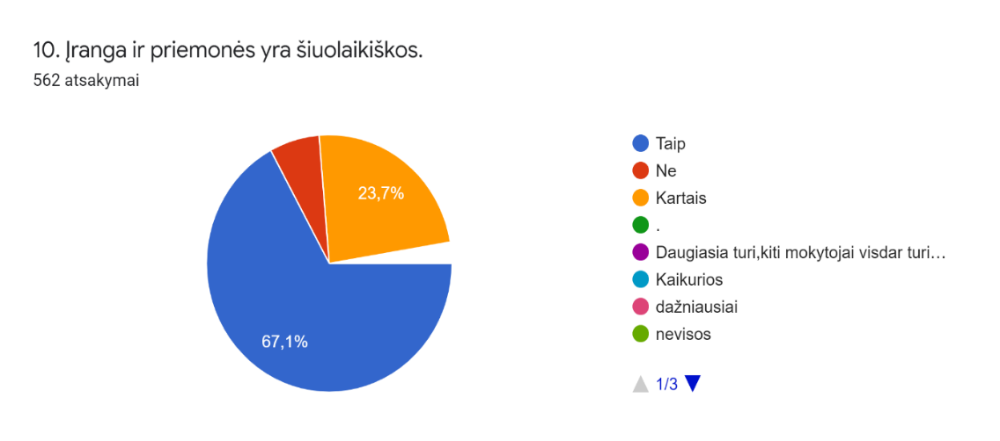 10. Įranga ir priemonės yra šiuolaikiškos.
562 atsakymai
23,7%
67,1%
Taip
Ne
Kartais
.
Daugiasia turi,kiti mokytojai visdar turi…
Kaikurios
dažniausiai
nevisos
1/3